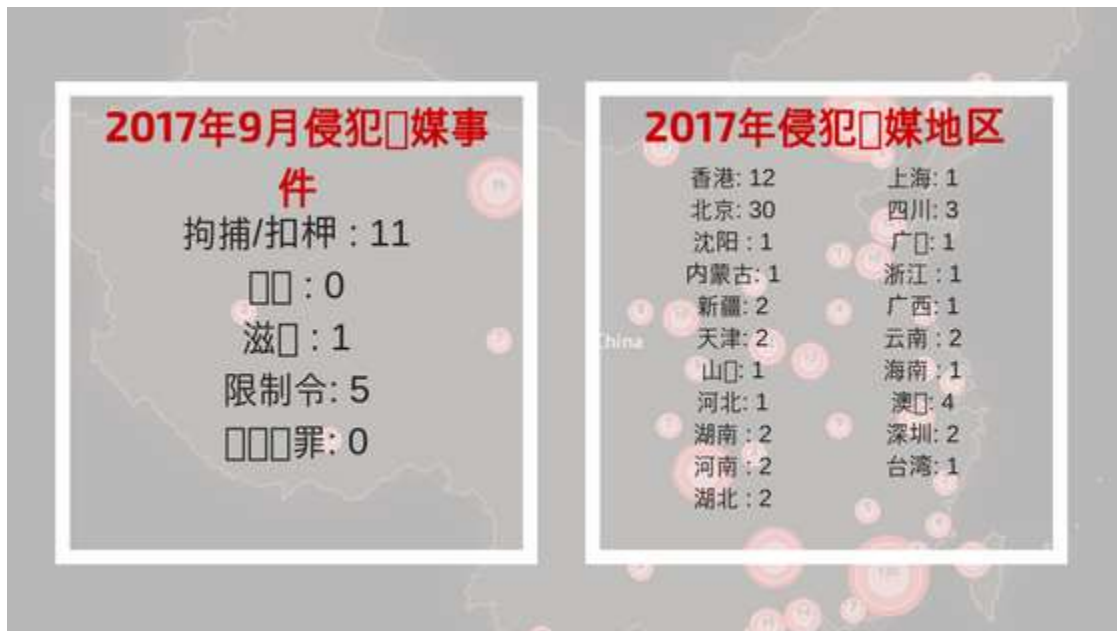 2017年9月侵犯□媒事
件
拘捕/扣柙 : 11
□□ : 0
滋□ : 1
限制令: 5
□□□罪: 0
2017年侵犯□媒地区
香港: 12
北京: 30
沈阳 : 1
内蒙古: 1
新疆: 2
天津: 2
山□: 1
河北: 1
湖南 : 2
河南 : 2
湖北 : 2
上海: 1
四川: 3
广□: 1
浙江 : 1
广西: 1
云南 : 2
海南 : 1
澳□: 4
深圳: 2
台湾: 1
China